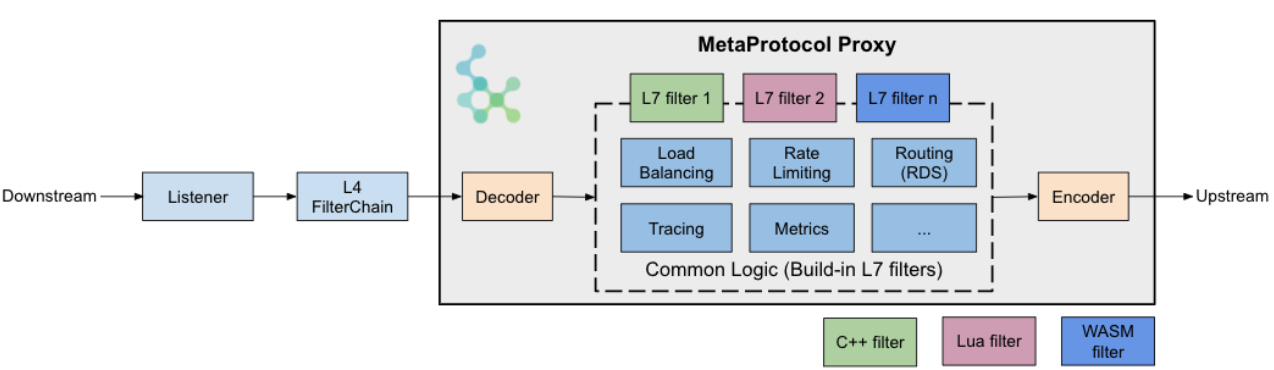 MetaProtocol Proxy
L7 filter 1
L7 filter 2
L7 filter n
Load
Balancing
Rate
Limiting
Routing
(RDS)
Downstream
Listener
L4
FilterChain
Decoder
Encoder
Upstream
Tracing
Metrics
...
Common Logic (Build-in L7 filters)
C++ filter
Lua filter
WASM
filter